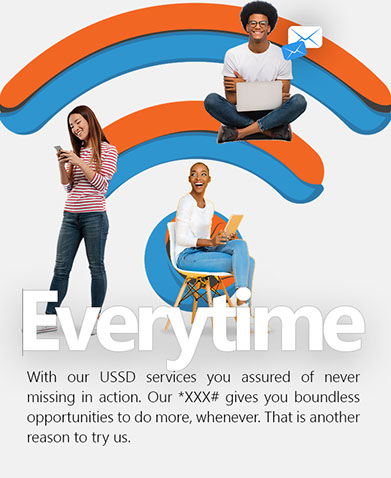 Everytime
With our USSD services you assured of never
missing in action. Our *XXX# gives you boundless
opportunities to do more, whenever. That is another
reason to try us.